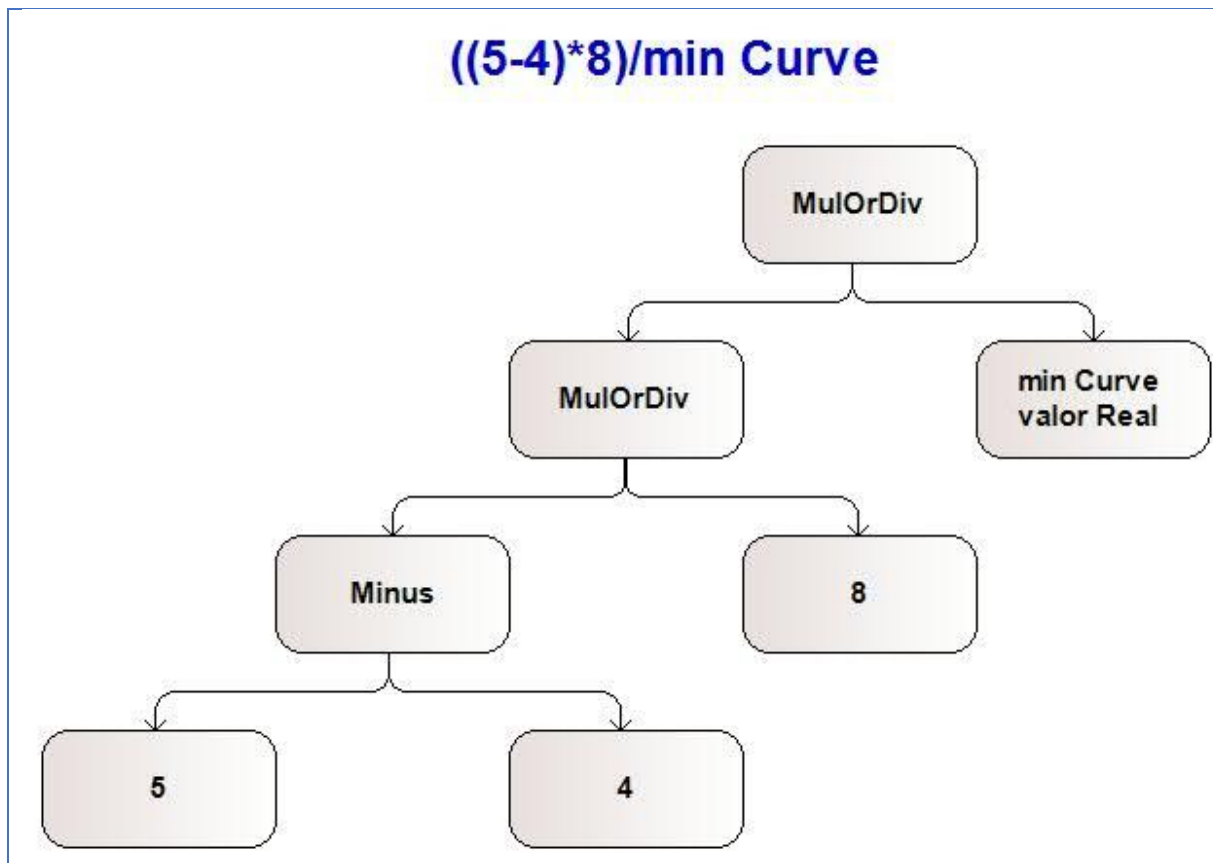 ((5-4)*8)/min Curve
MulOrDiv
MulOrDiv
min Curve
valor Real
Minus
8
5
4